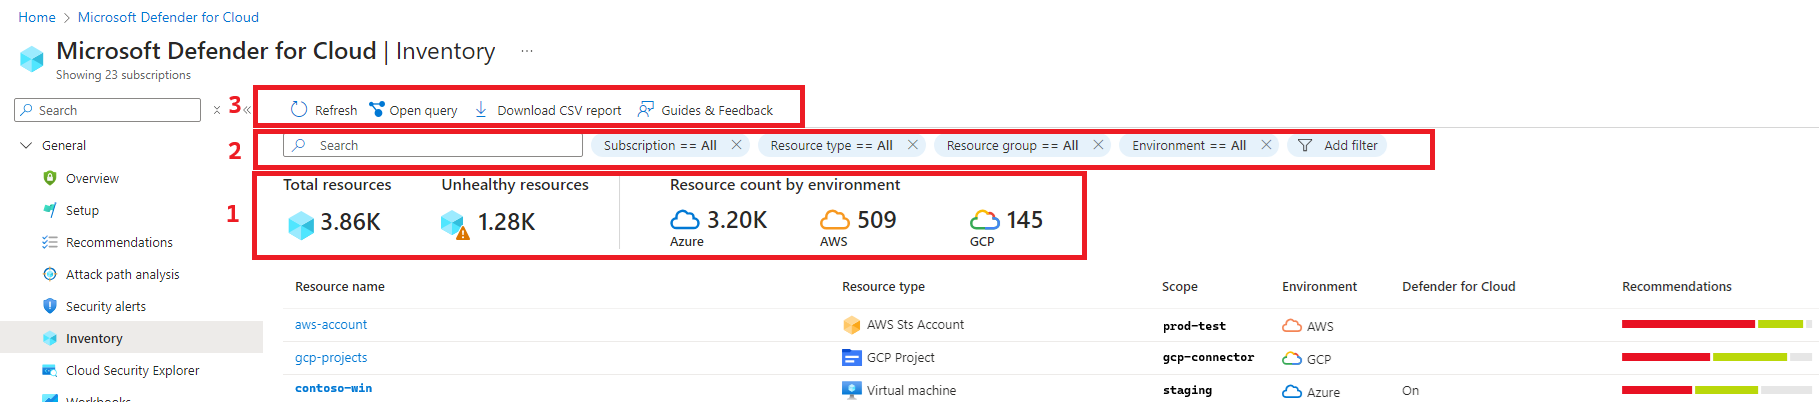 Home > Microsoft Defender for Cloud
Microsoft Defender for Cloud | Inventory ...
Showing 23 subscriptions
Search
3 « Refresh Open query Download CSV report Guides & Feedback
2 Search Subscription == All × Resource type == All × Resource group == All × Environment == All × Add filter
General
Overview
Setup
Recommendations
Attack path analysis
Security alerts
Inventory
Cloud Security Explorer
Workbooks
1
Total resources Unhealthy resources Resource count by environment
3.86K 1.28K 3.20K 509 145
Azure AWS GCP
Resource name Resource type Scope Environment Defender for Cloud Recommendations
aws-account AWS Sts Account prod-test AWS
gcp-projects GCP Project gcp-connector GCP
contoso-win Virtual machine staging Azure On